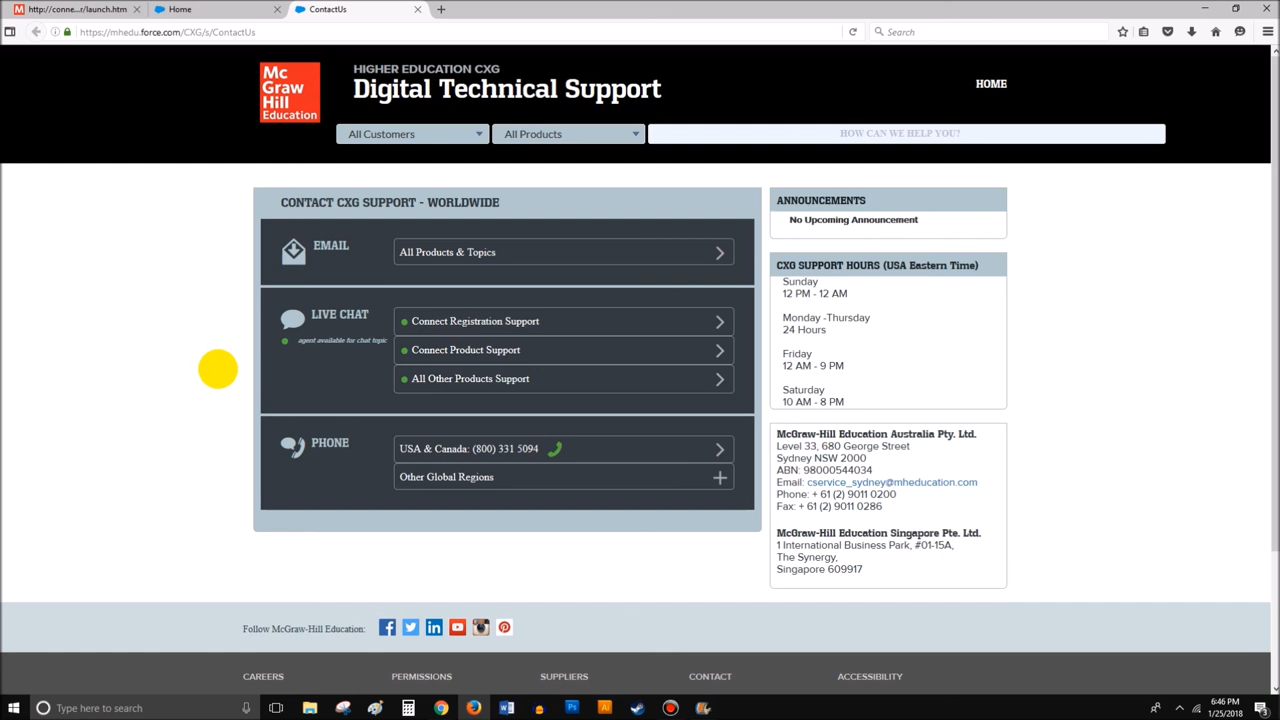 http://conne...r/launch.htm
Home
ContactUs
https://mhedu.force.com/CXG/s/ContactUs
Search
Mc
Graw
Hill
Education
HIGHER EDUCATION CXG
Digital Technical Support
HOME
All Customers
All Products
HOW CAN WE HELP YOU?
CONTACT CXG SUPPORT - WORLDWIDE
EMAIL
All Products & Topics
LIVE CHAT
agent available for chat topic
Connect Registration Support
Connect Product Support
All Other Products Support
PHONE
USA & Canada: (800) 331 5094
Other Global Regions
ANNOUNCEMENTS
No Upcoming Announcement
CXG SUPPORT HOURS (USA Eastern Time)
Sunday
12 PM - 12 AM
Monday -Thursday
24 Hours
Friday
12 AM - 9 PM
Saturday
10 AM - 8 PM
McGraw-Hill Education Australia Pty. Ltd.
Level 33, 680 George Street
Sydney NSW 2000
ABN: 98000544034
Email: cservice_sydney@mheducation.com
Phone: + 61 (2) 9011 0200
Fax: + 61 (2) 9011 0286
McGraw-Hill Education Singapore Pte. Ltd.
1 International Business Park, #01-15A,
The Synergy,
Singapore 609917
Follow McGraw-Hill Education:
CAREERS
PERMISSIONS
SUPPLIERS
CONTACT
ACCESSIBILITY
Type here to search
6:46 PM
1/25/2018